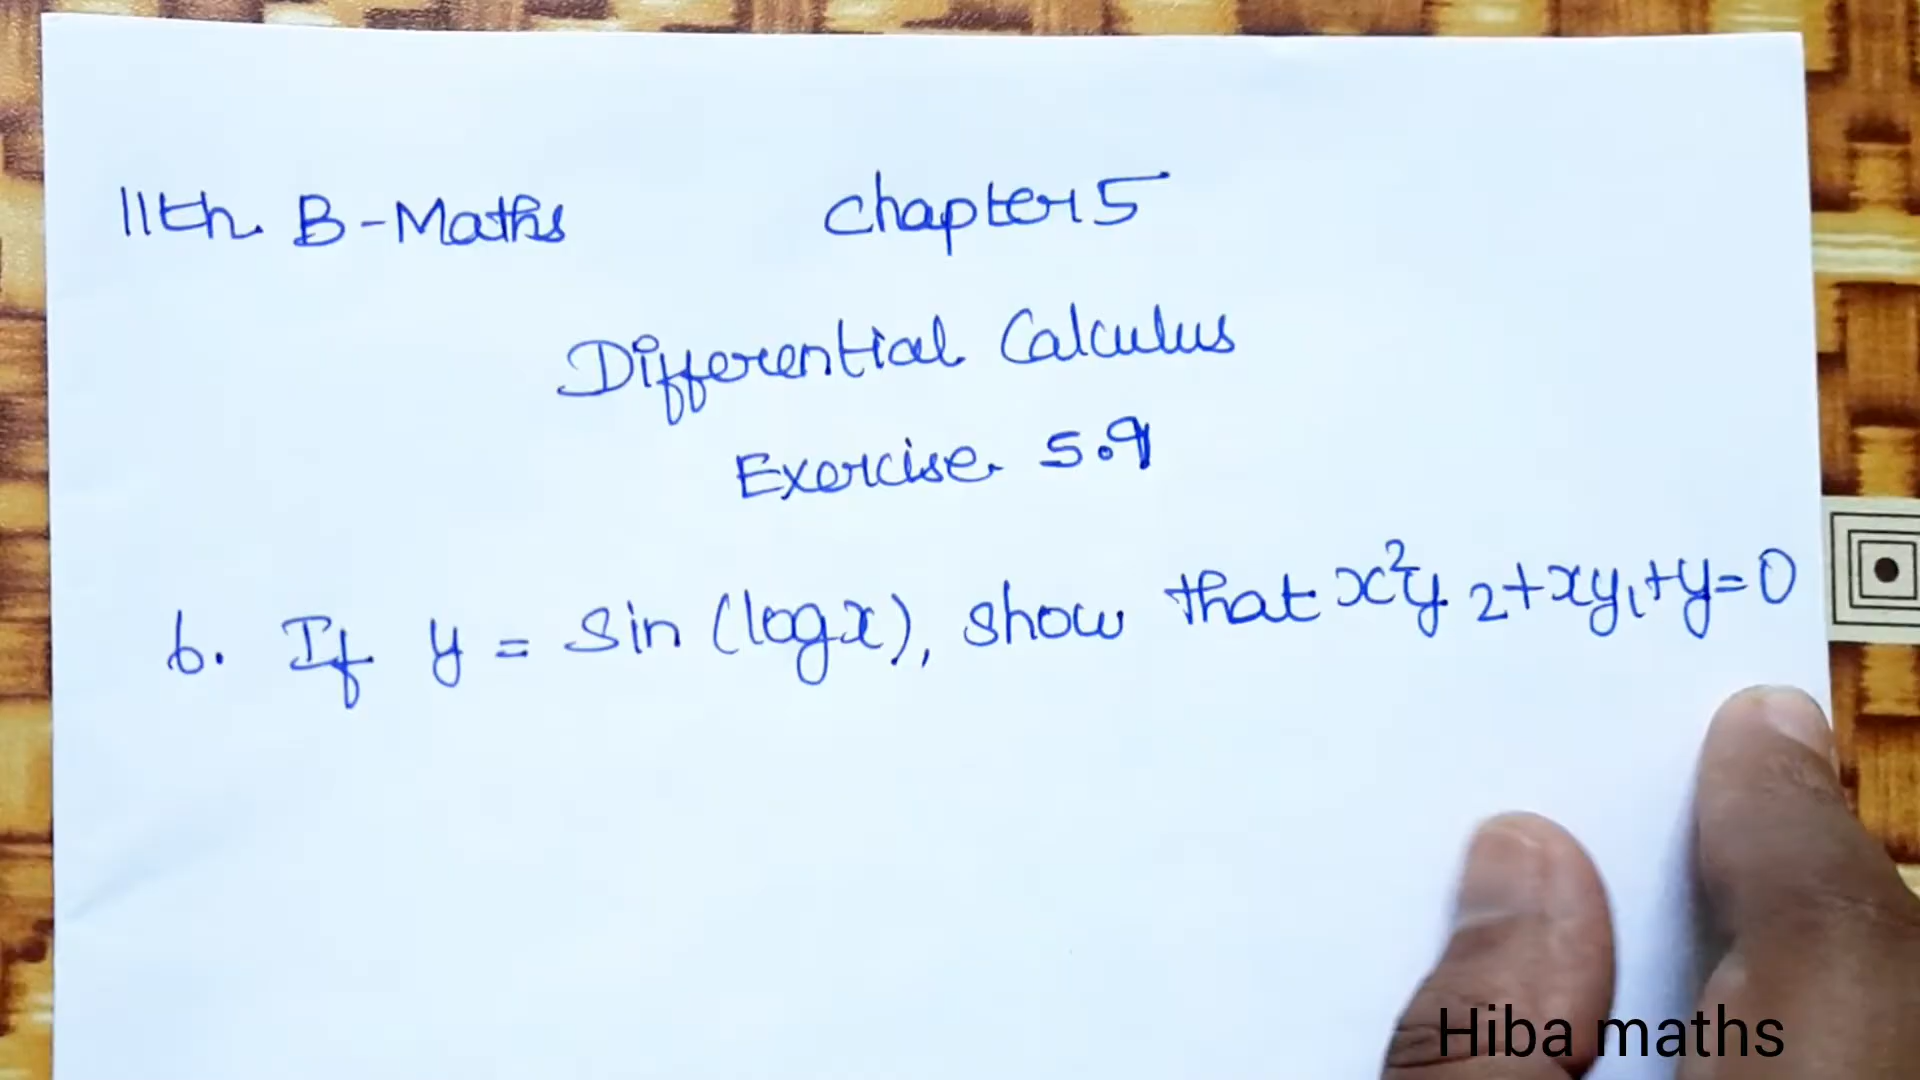 11th B-Maths Chapter 5
Differential Calculus
Exercise 5.9
6. If y = sin (log x), show that x²y₂+xy₁+y=0
Hiba maths